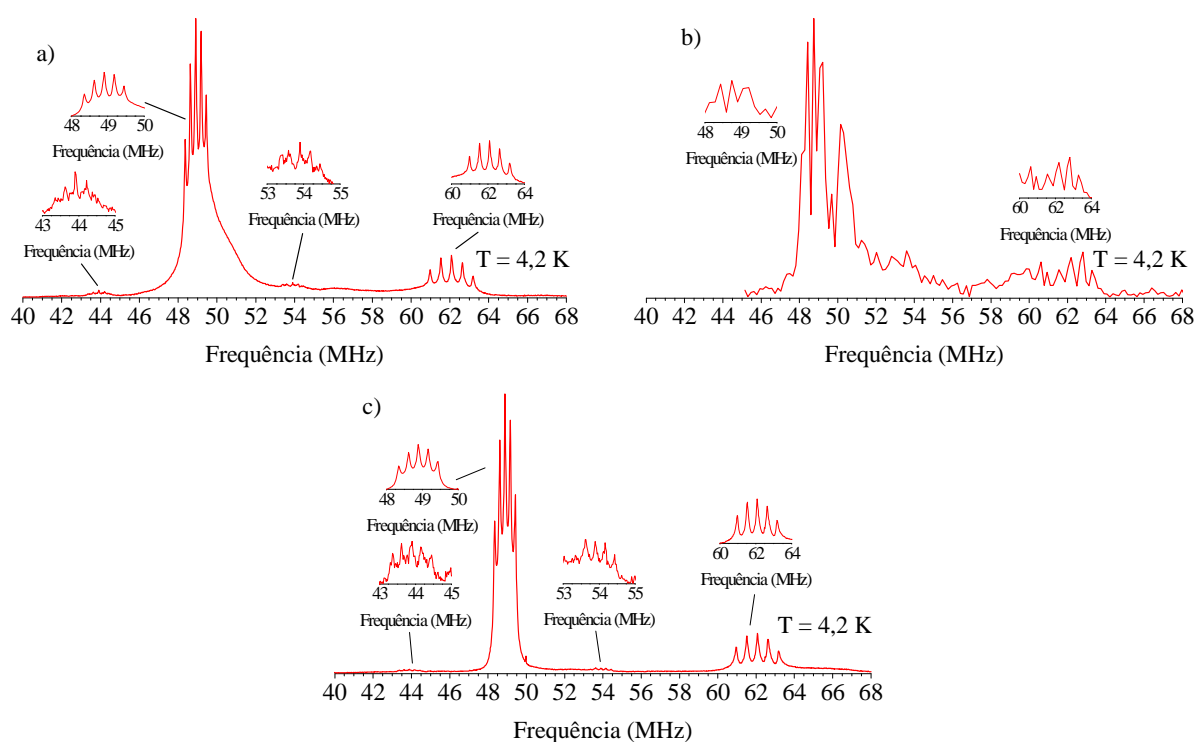 a)
48 49 50
Frequência (MHz)
43 44 45
Frequência (MHz)
53 54 55
Frequência (MHz)
60 62 64
Frequência (MHz)
T = 4,2 K
40 42 44 46 48 50 52 54 56 58 60 62 64 66 68
Frequência (MHz)
b)
48 49 50
Frequência (MHz)
60 62 64
Frequência (MHz)
T = 4,2 K
40 42 44 46 48 50 52 54 56 58 60 62 64 66 68
Frequência (MHz)
c)
48 49 50
Frequência (MHz)
43 44 45
Frequência (MHz)
53 54 55
Frequência (MHz)
60 62 64
Frequência (MHz)
T = 4,2 K
40 42 44 46 48 50 52 54 56 58 60 62 64 66 68
Frequência (MHz)